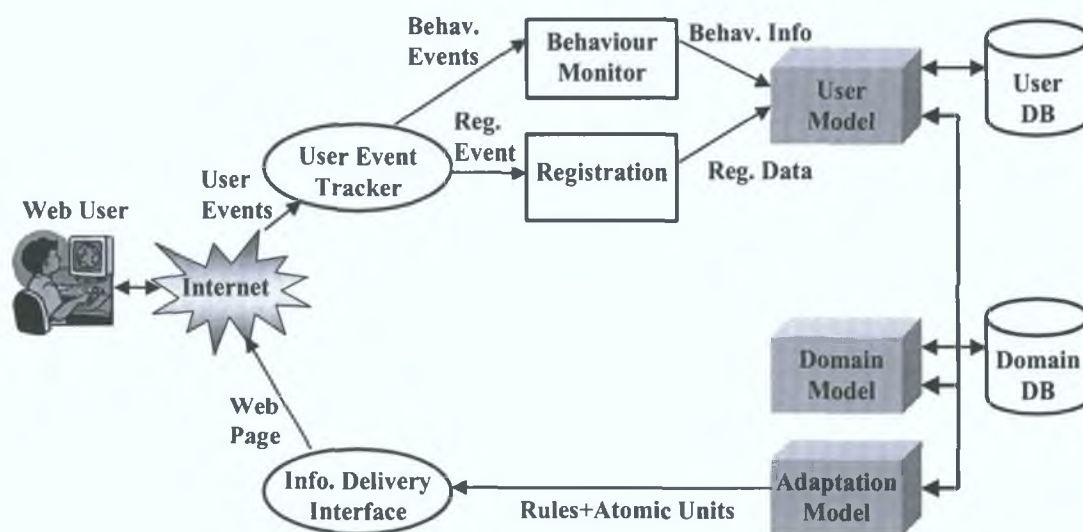 Behav.
Events
Behaviour
Monitor
Behav. Info
User
Model
User
DB
User Event
Tracker
Reg.
Event
Registration
Reg. Data
User
Events
Web User
Internet
Domain
Model
Domain
DB
Web
Page
Info. Delivery
Interface
Rules+Atomic Units
Adaptation
Model